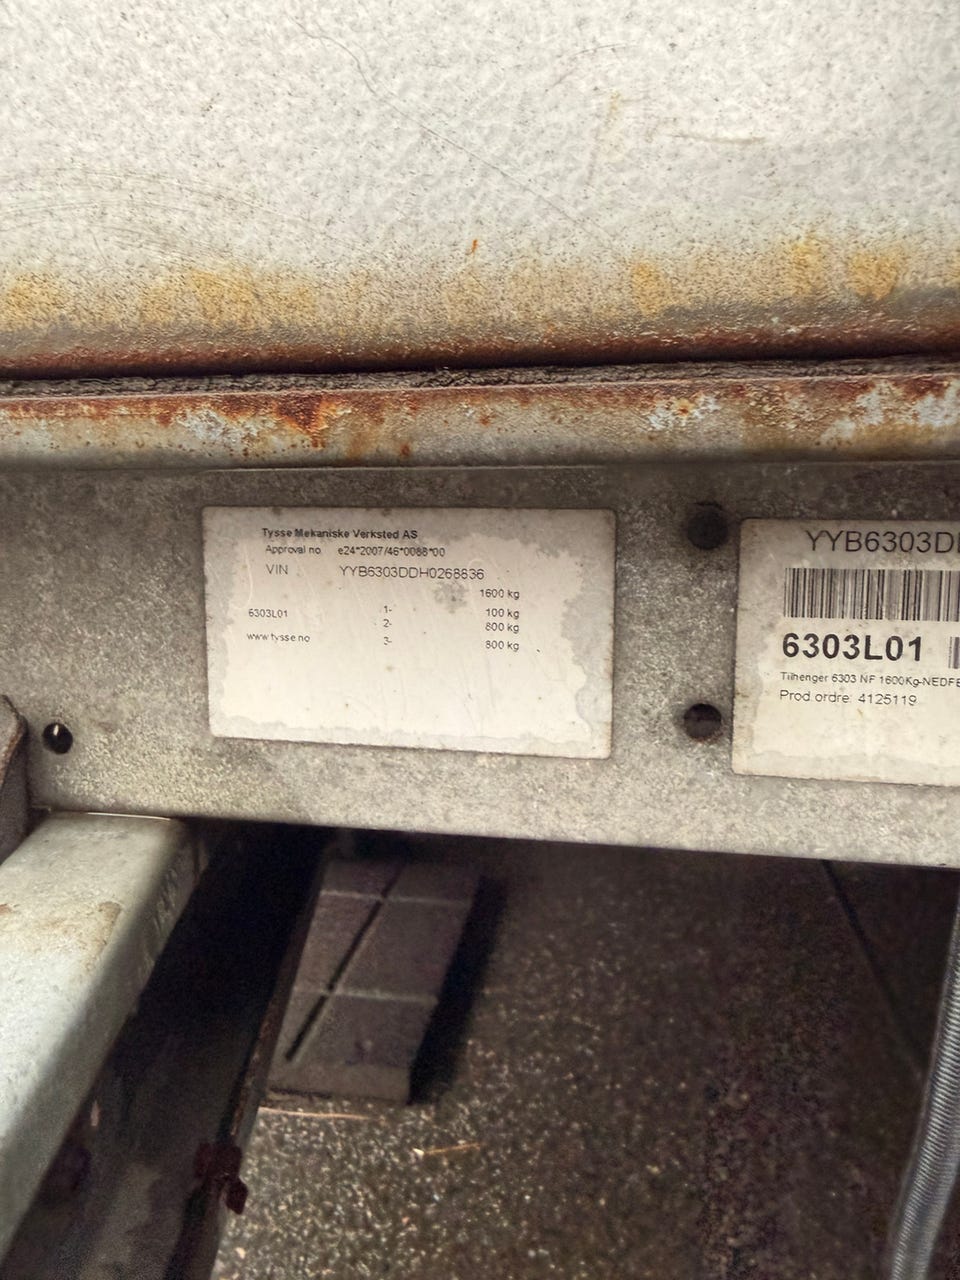 Tysse Mekaniske Verksted AS
Approval no e24*2007/46*0088*00
VIN YYB6303DDH0268836
1600 kg
6303L01 1- 100 kg
2- 800 kg
www.tysse.no 3- 800 kg
YYB6303D
6303L01
Tilhenger 6303 NF 1600Kg-NEDFE
Prod.ordre: 4125119